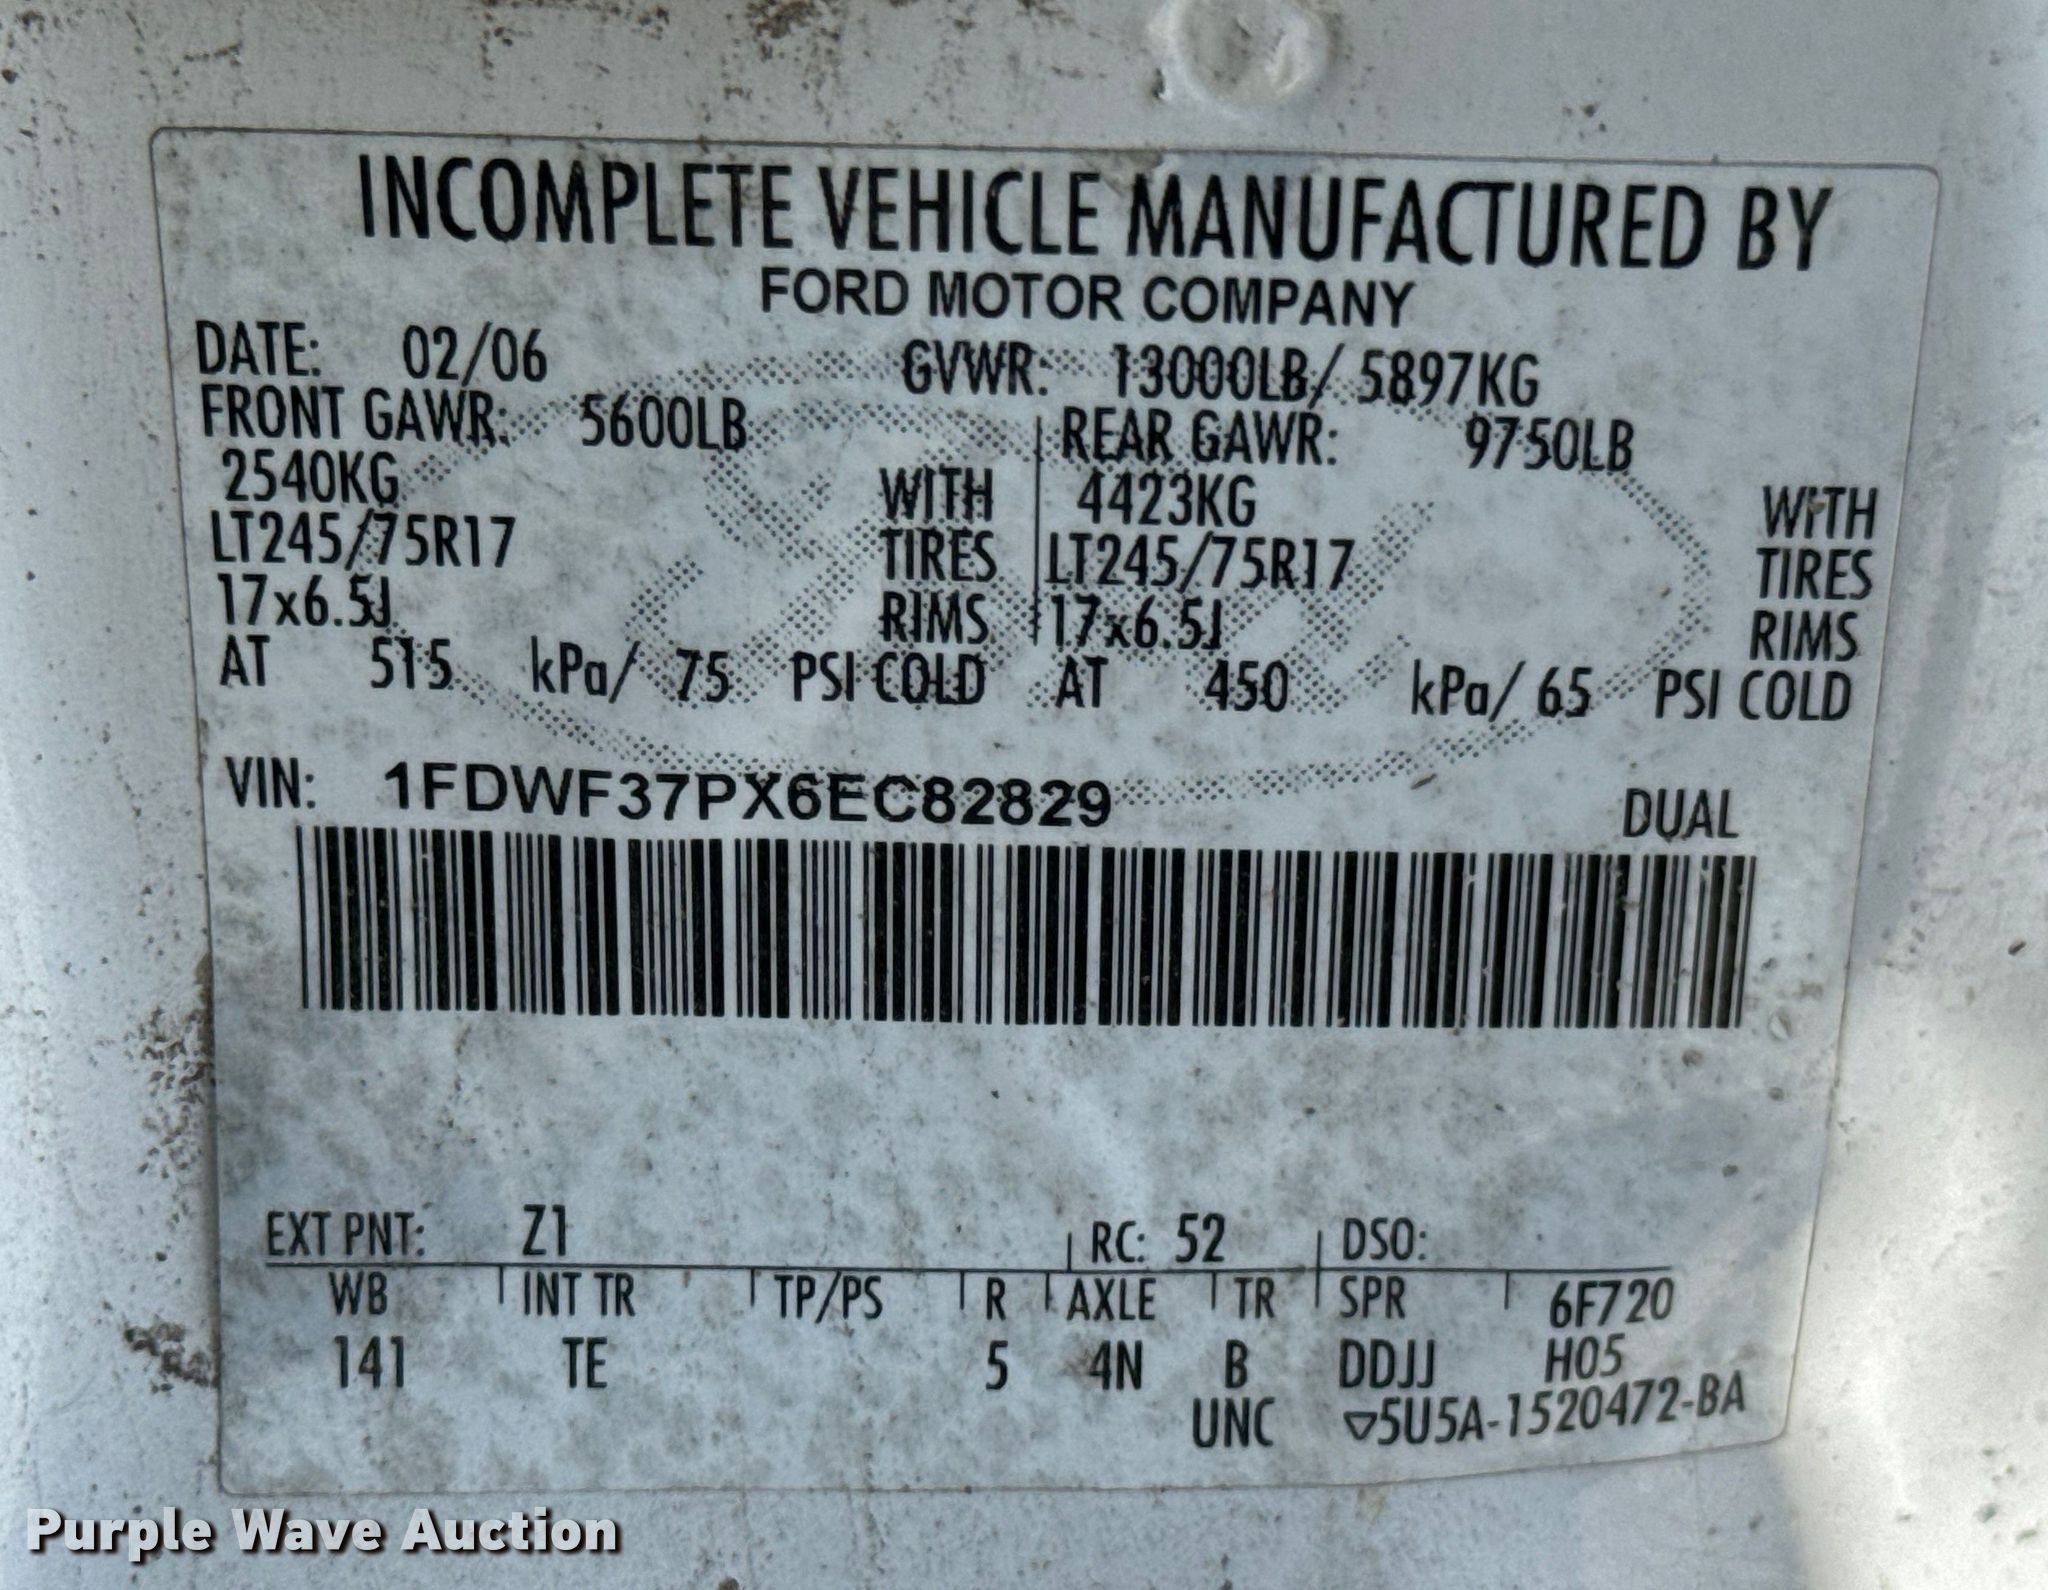 INCOMPLETE VEHICLE MANUFACTURED BY
FORD MOTOR COMPANY
DATE: 02/06 GVWR: 13000LB/ 5897KG
FRONT GAWR: 5600LB REAR GAWR: 9750LB
2540KG WITH 4423KG WITH
LT245/75R17 TIRES LT245/75R17 TIRES
17x6.5J RIMS 17x6.5J RIMS
AT 515 kPa/ 75 PSI COLD AT 450 kPa/ 65 PSI COLD
VIN: 1FDWF37PX6EC82829 DUAL
EXT PNT: Z1 RC: 52 DSO:
WB INT TR TP/PS R AXLE TR SPR 6F720
141 TE 5 4N B DDJJ H05
UNC ▽5U5A-1520472-BA
Purple Wave Auction